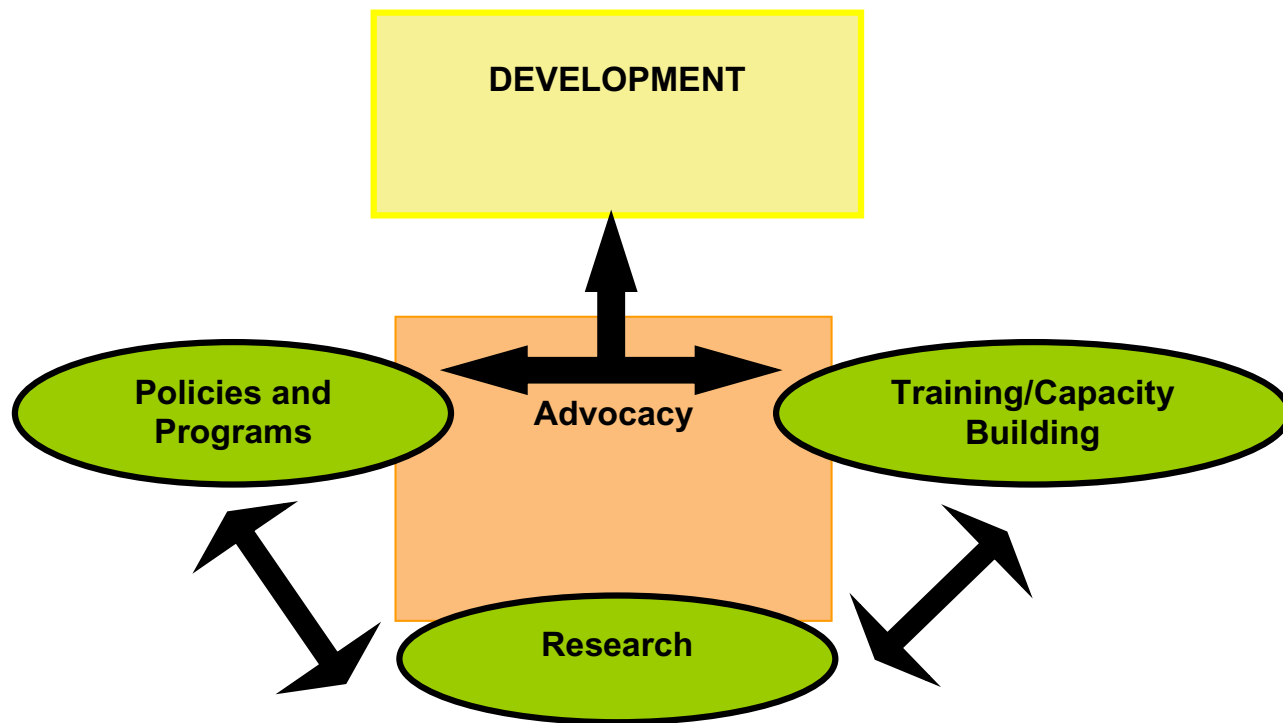 DEVELOPMENT
Policies and
Programs
Advocacy
Training/Capacity
Building
Research